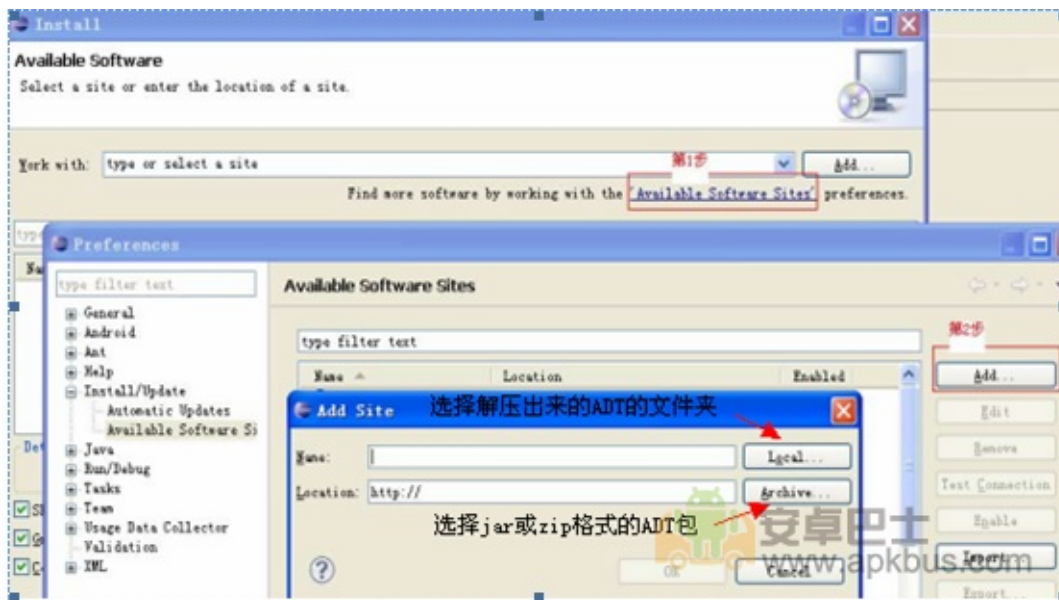 Install
Available Software
Select a site or enter the location of a site.
Work with: type or select a site
第1步
Add...
Find more software by working with the 'Available Software Sites' preferences.
Preferences
type filter text
Available Software Sites
General
Android
Ant
Help
Install/Update
Automatic Updates
Available Software Si
Java
Run/Debug
Tasks
Team
Usage Data Collector
Validation
XML
type filter text
第2步
Name Location Enabled
Add...
Edit
Remove
Test Connection
Enable
Import...
Export...
Add Site
选择解压出来的ADT的文件夹
Name: Local...
Location: http:// Archive...
选择jar或zip格式的ADT包
OK Cancel
安卓巴士
www.apkbus.com